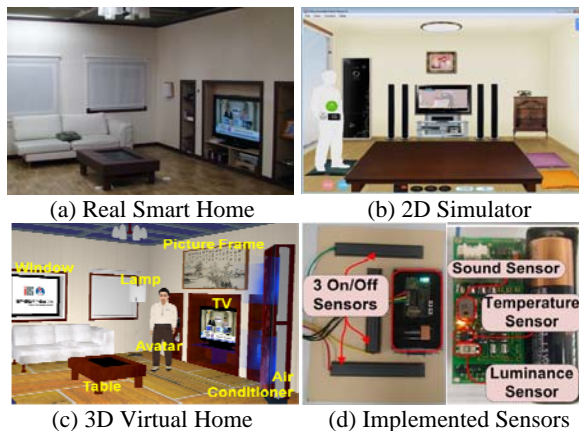 (a) Real Smart Home
(b) 2D Simulator
Picture Frame
Window
Lamp
TV
Avatar
Table
Air
Conditioner
(c) 3D Virtual Home
3 On/Off
Sensors
Sound Sensor
Temperature
Sensor
Luminance
Sensor
(d) Implemented Sensors